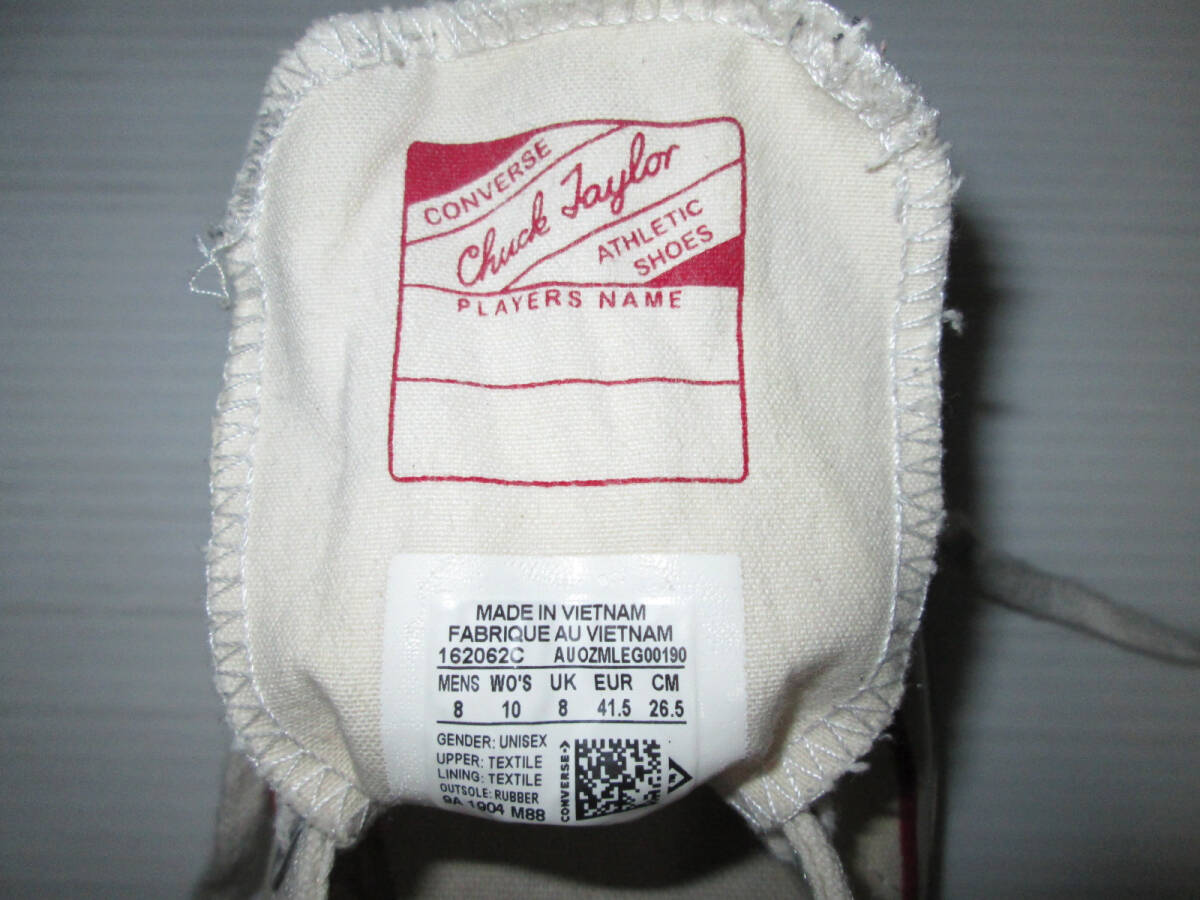 CONVERSE
Chuck Taylor
ATHLETIC
SHOES
PLAYERS NAME
MADE IN VIETNAM
FABRIQUE AU VIETNAM
162062C AUOZMLEG00190
MENS WO'S UK EUR CM
8 10 8 41.5 26.5
GENDER: UNISEX
UPPER: TEXTILE
LINING: TEXTILE
OUTSOLE: RUBBER
9A 1904 M88
CONVERSE